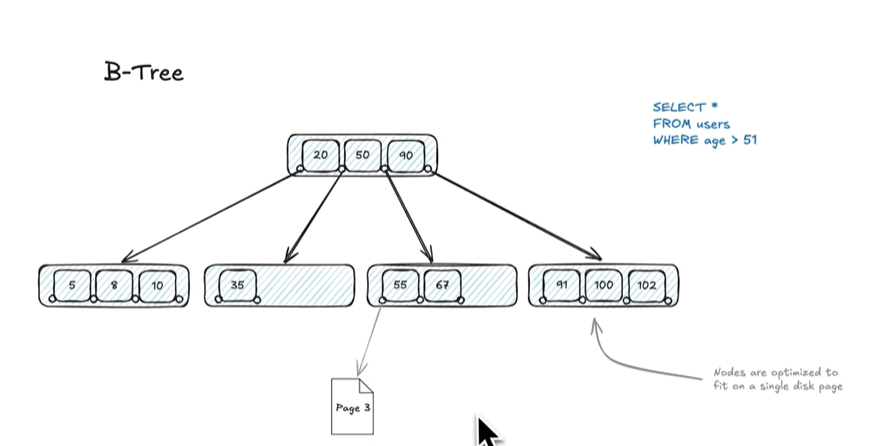 B-Tree
SELECT *
FROM users
WHERE age > 51
20 50 90
5 8 10
35
55 67
91 100 102
Nodes are optimized to
fit on a single disk page
Page 3